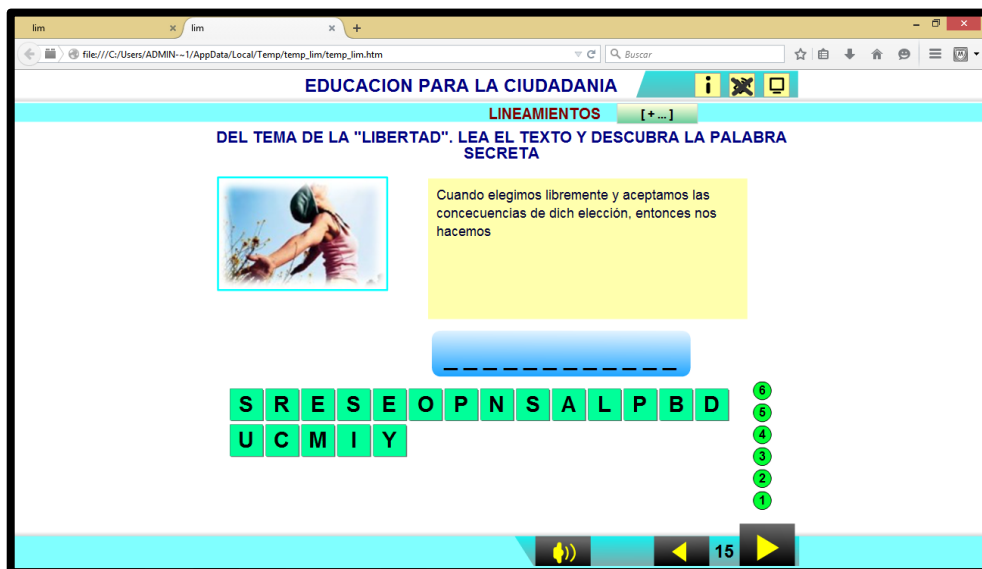 lim
lim
file:///C:/Users/ADMIN-~1/AppData/Local/Temp/temp_lim/temp_lim.htm
Buscar
EDUCACION PARA LA CIUDADANIA
LINEAMIENTOS [ + ... ]
DEL TEMA DE LA "LIBERTAD". LEA EL TEXTO Y DESCUBRA LA PALABRA
SECRETA
Cuando elegimos libremente y aceptamos las
concecuencias de dich elección, entonces nos
hacemos
_ _ _ _ _ _ _ _ _ _ _ _
S R E S E O P N S A L P B D
U C M I Y
6
5
4
3
2
1
15